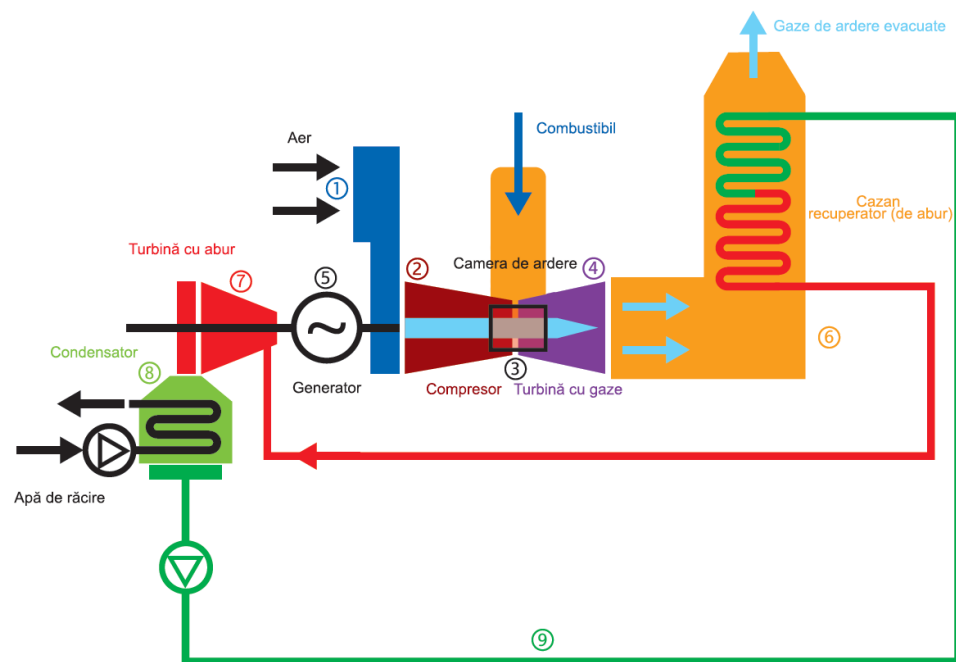 Gaze de ardere evacuate
Combustibil
Aer
①
Cazan
recuperator (de abur)
Turbină cu abur
⑦
⑤
②
Camera de ardere
④
⑥
Condensator
⑧
Generator
③
Compresor
Turbină cu gaze
Apă de răcire
⑨